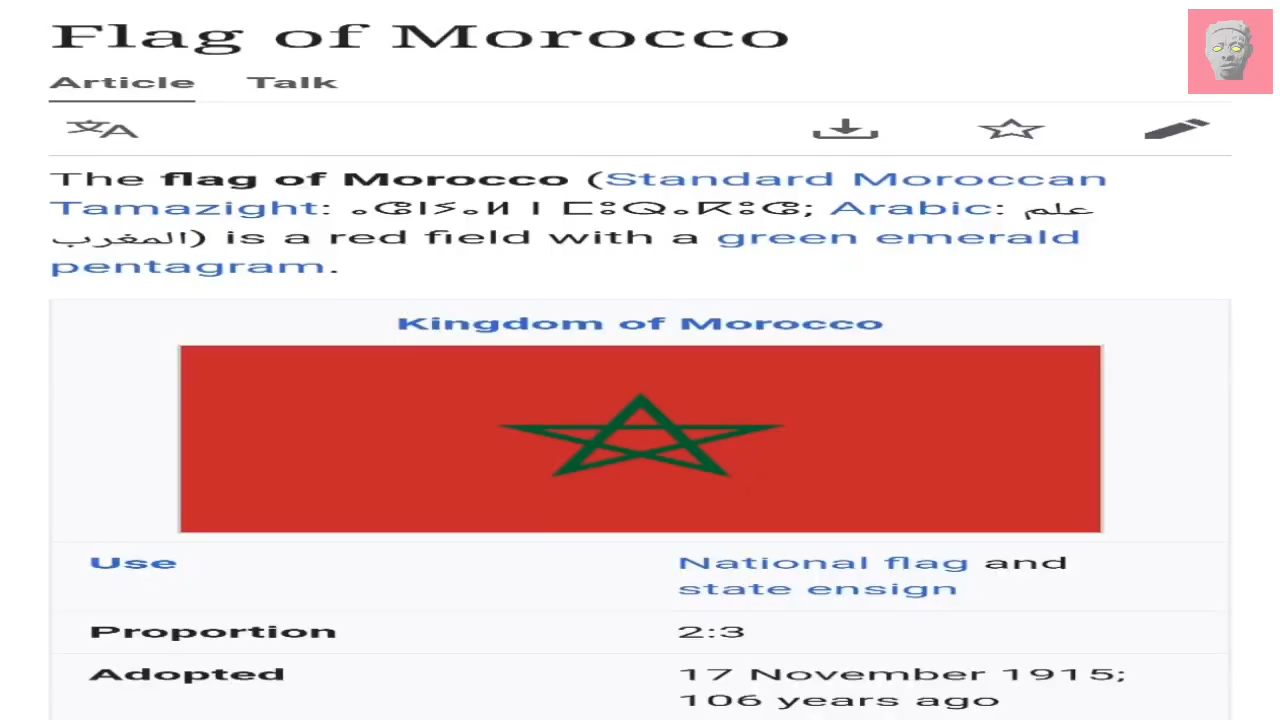 Flag of Morocco
Article Talk
The flag of Morocco (Standard Moroccan
Tamazight: ⴰⵛⵏⵢⴰⵍ ⵏ ⵎⵓⵕⴰⴽⵓⵛ; Arabic: علم
المغرب) is a red field with a green emerald
pentagram.
Kingdom of Morocco
Use National flag and
state ensign
Proportion 2:3
Adopted 17 November 1915;
106 years ago